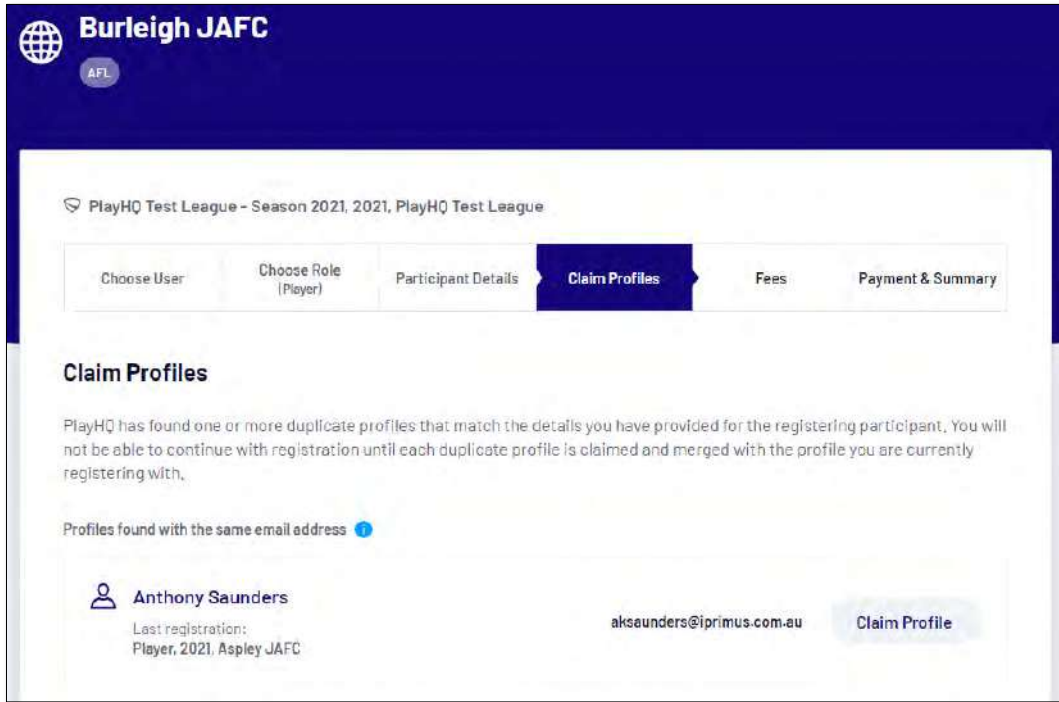 Burleigh JAFC
AFL
PlayHQ Test League - Season 2021, 2021, PlayHQ Test League
Choose User
Choose Role
(Player)
Participant Details
Claim Profiles
Fees
Payment & Summary
Claim Profiles
PlayHQ has found one or more duplicate profiles that match the details you have provided for the registering participant. You will
not be able to continue with registration until each duplicate profile is claimed and merged with the profile you are currently
registering with.
Profiles found with the same email address
Anthony Saunders
Last registration:
Player, 2021, Aspley JAFC
aksaunders@iprimus.com.au
Claim Profile